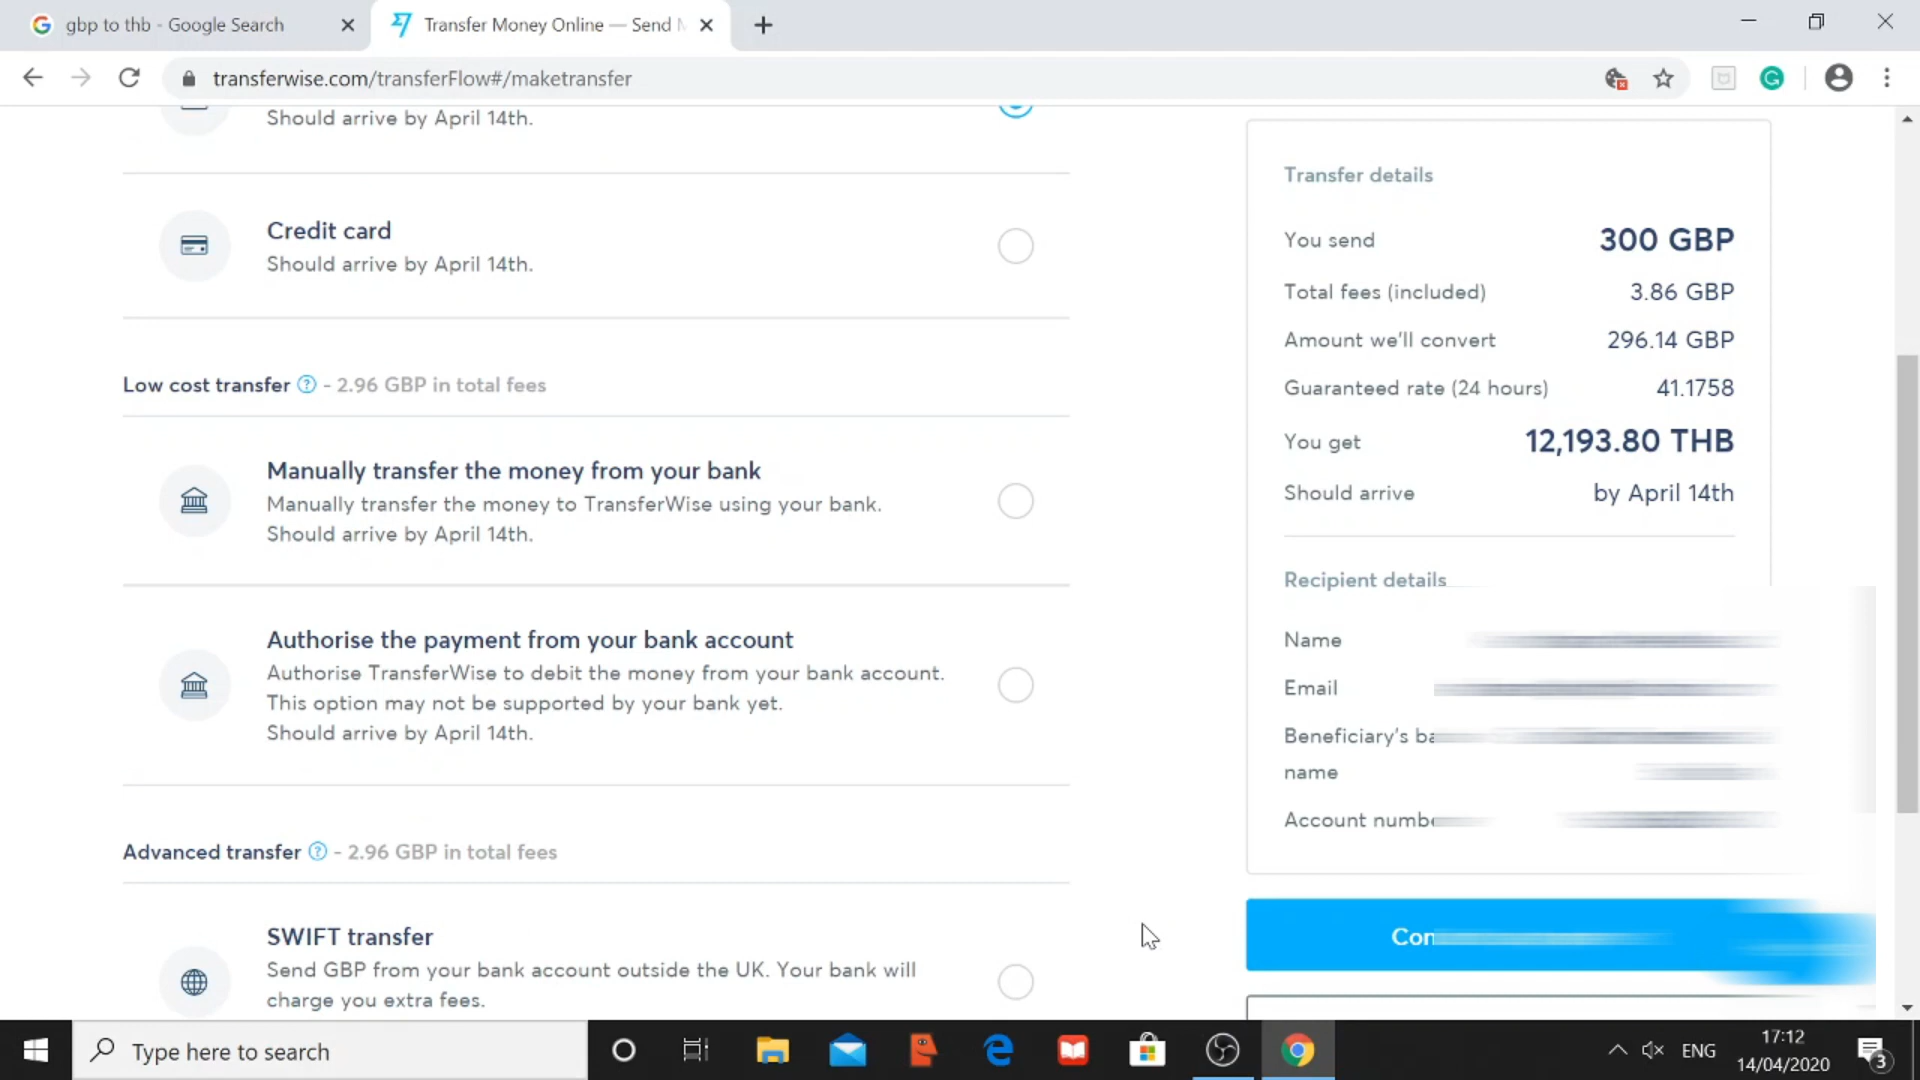 gbp to thb - Google Search
Transfer Money Online — Send
transferwise.com/transferFlow#/maketransfer
Should arrive by April 14th.
Credit card
Should arrive by April 14th.
Low cost transfer ? - 2.96 GBP in total fees
Manually transfer the money from your bank
Manually transfer the money to TransferWise using your bank.
Should arrive by April 14th.
Authorise the payment from your bank account
Authorise TransferWise to debit the money from your bank account.
This option may not be supported by your bank yet.
Should arrive by April 14th.
Advanced transfer ? - 2.96 GBP in total fees
SWIFT transfer
Send GBP from your bank account outside the UK. Your bank will
charge you extra fees.
Transfer details
You send 300 GBP
Total fees (included) 3.86 GBP
Amount we'll convert 296.14 GBP
Guaranteed rate (24 hours) 41.1758
You get 12,193.80 THB
Should arrive by April 14th
Recipient details
Name
Email
Beneficiary's
name
Account
Type here to search
ENG
17:12
14/04/2020
3